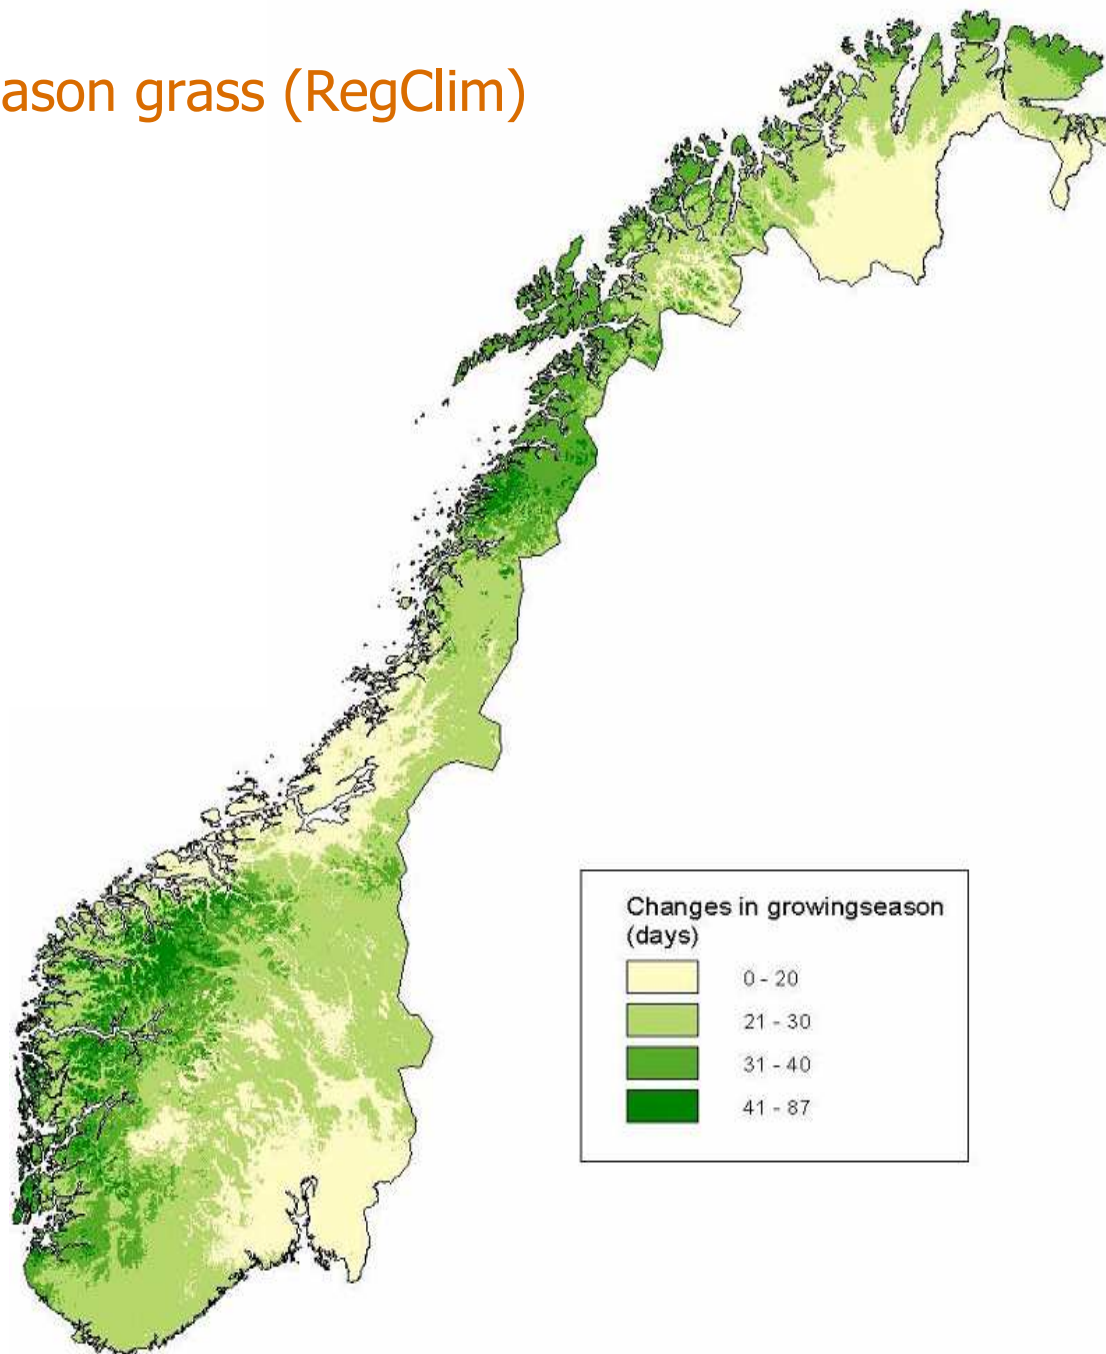 ason grass (RegClim)
Changes in growingseason
(days)
0 - 20
21 - 30
31 - 40
41 - 87